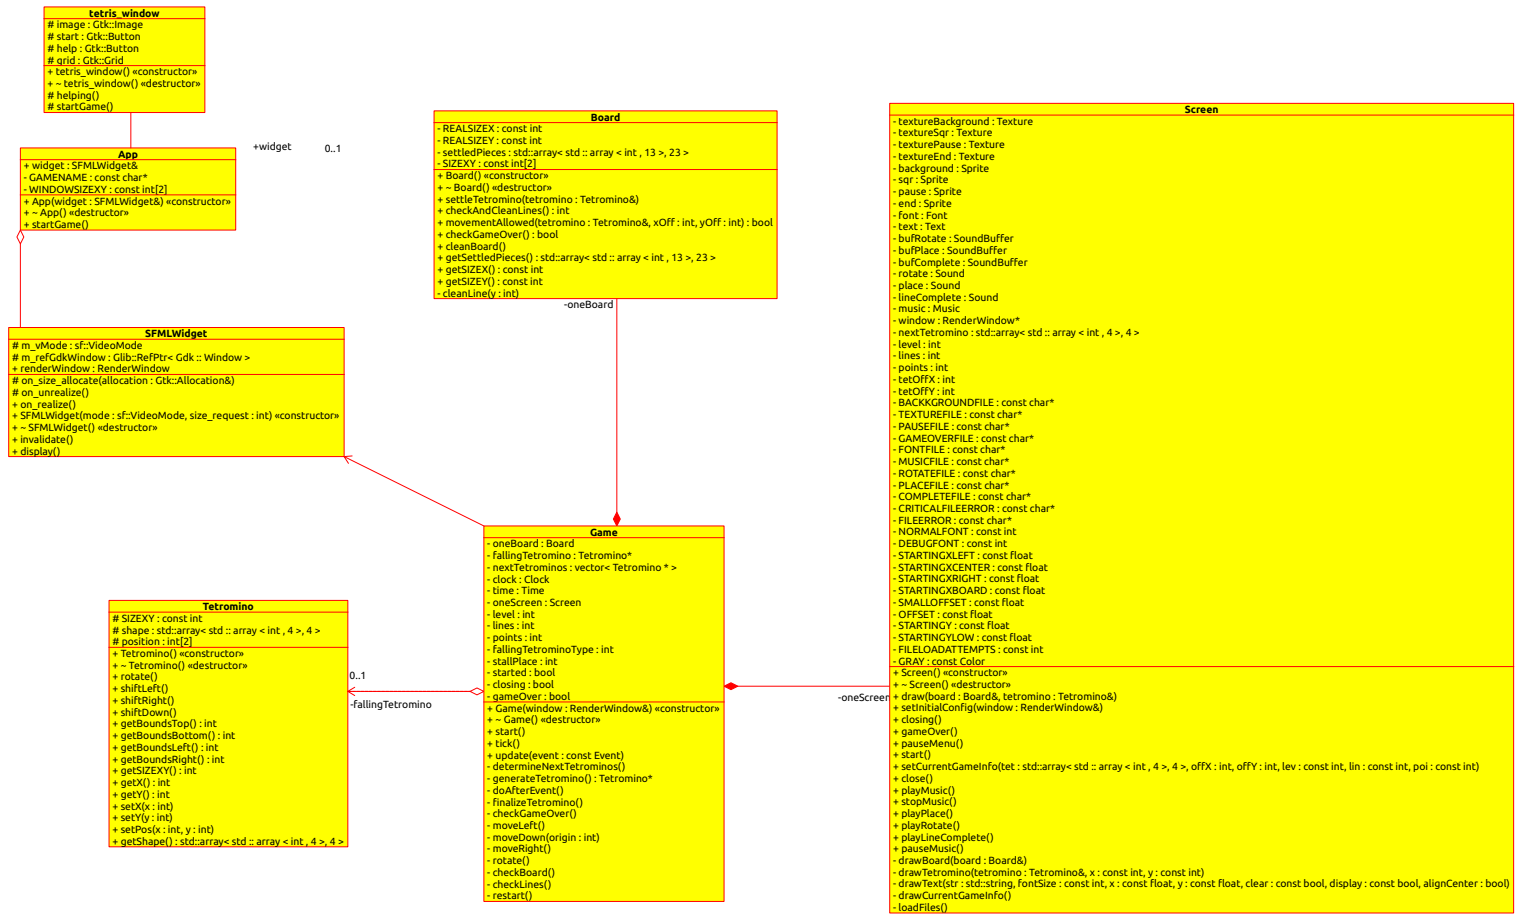 tetris_window
# image : Gtk::Image
# start : Gtk::Button
# help : Gtk::Button
# grid : Gtk::Grid
+ tetris_window() «constructor»
+ ~ tetris_window() «destructor»
# helping()
# startGame()
App
+ widget : SFMLWidget&
- GAMENAME : const char*
- WINDOWSIZEXY : const int[2]
+ App(widget : SFMLWidget&) «constructor»
+ ~ App() «destructor»
+ startGame()
+widget
0..1
SFMLWidget
# m_vMode : sf::VideoMode
# m_refGdkWindow : Glib::RefPtr< Gdk :: Window >
+ renderWindow : RenderWindow
# on_size_allocate(allocation : Gtk::Allocation&)
# on_unrealize()
+ on_realize()
+ SFMLWidget(mode : sf::VideoMode, size_request : int) «constructor»
+ ~ SFMLWidget() «destructor»
+ invalidate()
+ display()
Board
- REALSIZEX : const int
- REALSIZEY : const int
- settledPieces : std::array< std :: array < int , 13 >, 23 >
- SIZEXY : const int[2]
+ Board() «constructor»
+ ~ Board() «destructor»
+ settleTetromino(tetromino : Tetromino&)
+ checkAndCleanLines() : int
+ movementAllowed(tetromino : Tetromino&, xOff : int, yOff : int) : bool
+ checkGameOver() : bool
+ cleanBoard()
+ getSettledPieces() : std::array< std :: array < int , 13 >, 23 >
+ getSIZEX() : const int
+ getSIZEY() : const int
- cleanLine(y : int)
-oneBoard
Game
- oneBoard : Board
- fallingTetromino : Tetromino*
- nextTetrominos : vector< Tetromino * >
- clock : Clock
- time : Time
- oneScreen : Screen
- level : int
- lines : int
- points : int
- fallingTetrominoType : int
- stallPlace : int
- started : bool
- closing : bool
- gameOver : bool
+ Game(window : RenderWindow&) «constructor»
+ ~ Game() «destructor»
+ start()
+ tick()
+ update(event : const Event)
- determineNextTetrominos()
- generateTetromino() : Tetromino*
- doAfterEvent()
- finalizeTetromino()
- checkGameOver()
- moveLeft()
- moveDown(origin : int)
- moveRight()
- rotate()
- checkBoard()
- checkLines()
- restart()
Tetromino
# SIZEXY : const int
# shape : std::array< std :: array < int , 4 >, 4 >
# position : int[2]
+ Tetromino() «constructor»
+ ~ Tetromino() «destructor»
+ rotate()
+ shiftLeft()
+ shiftRight()
+ shiftDown()
+ getBoundsTop() : int
+ getBoundsBottom() : int
+ getBoundsLeft() : int
+ getBoundsRight() : int
+ getSIZEXY() : int
+ getX() : int
+ getY() : int
+ setX(x : int)
+ setY(y : int)
+ setPos(x : int, y : int)
+ getShape() : std::array< std :: array < int , 4 >, 4 >
0..1
-fallingTetromino
-oneScreen
Screen
- textureBackground : Texture
- textureSqr : Texture
- texturePause : Texture
- textureEnd : Texture
- background : Sprite
- sqr : Sprite
- pause : Sprite
- end : Sprite
- font : Font
- text : Text
- bufRotate : SoundBuffer
- bufPlace : SoundBuffer
- bufComplete : SoundBuffer
- rotate : Sound
- place : Sound
- lineComplete : Sound
- music : Music
- window : RenderWindow*
- nextTetromino : std::array< std :: array < int , 4 >, 4 >
- level : int
- lines : int
- points : int
- tetOffX : int
- tetOffY : int
- BACKKGROUNDFILE : const char*
- TEXTUREFILE : const char*
- PAUSEFILE : const char*
- GAMEOVERFILE : const char*
- FONTFILE : const char*
- MUSICFILE : const char*
- ROTATEFILE : const char*
- PLACEFILE : const char*
- COMPLETEFILE : const char*
- CRITICALFILEERROR : const char*
- FILEERROR : const char*
- NORMALFONT : const int
- DEBUGFONT : const int
- STARTINGXLEFT : const float
- STARTINGXCENTER : const float
- STARTINGXRIGHT : const float
- STARTINGXBOARD : const float
- SMALLOFFSET : const float
- OFFSET : const float
- STARTINGY : const float
- STARTINGYLOW : const float
- FILELOADATTEMPTS : const int
- GRAY : const Color
+ Screen() «constructor»
+ ~ Screen() «destructor»
+ draw(board : Board&, tetromino : Tetromino&)
+ setInitialConfig(window : RenderWindow&)
+ closing()
+ gameOver()
+ pauseMenu()
+ start()
+ setCurrentGameInfo(tet : std::array< std :: array < int , 4 >, 4 >, offX : int, offY : int, lev : const int, lin : const int, poi : const int)
+ close()
+ playMusic()
+ stopMusic()
+ playPlace()
+ playRotate()
+ playLineComplete()
+ pauseMusic()
- drawBoard(board : Board&)
- drawTetromino(tetromino : Tetromino&, x : const int, y : const int)
- drawText(str : std::string, fontSize : const int, x : const float, y : const float, clear : const bool, display : const bool, alignCenter : bool)
- drawCurrentGameInfo()
- loadFiles()